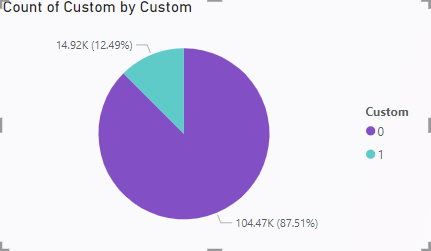 Count of Custom by Custom
14.92K (12.49%)
Custom
0
1
104.47K (87.51%)